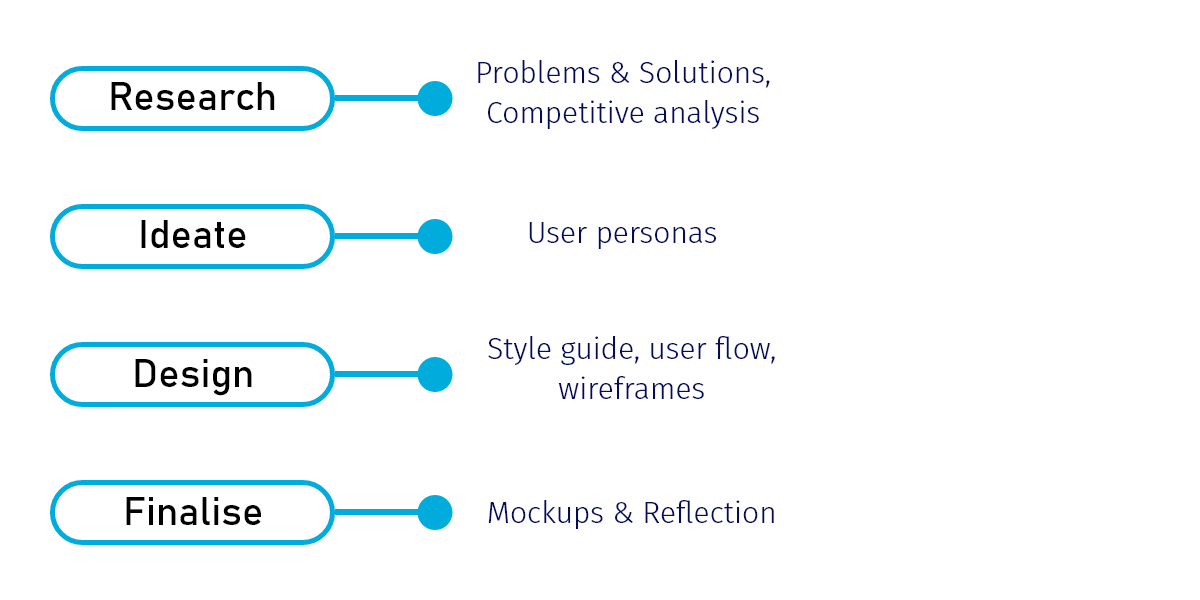 Research
Problems & Solutions,
Competitive analysis
Ideate
User personas
Design
Style guide, user flow,
wireframes
Finalise
Mockups & Reflection